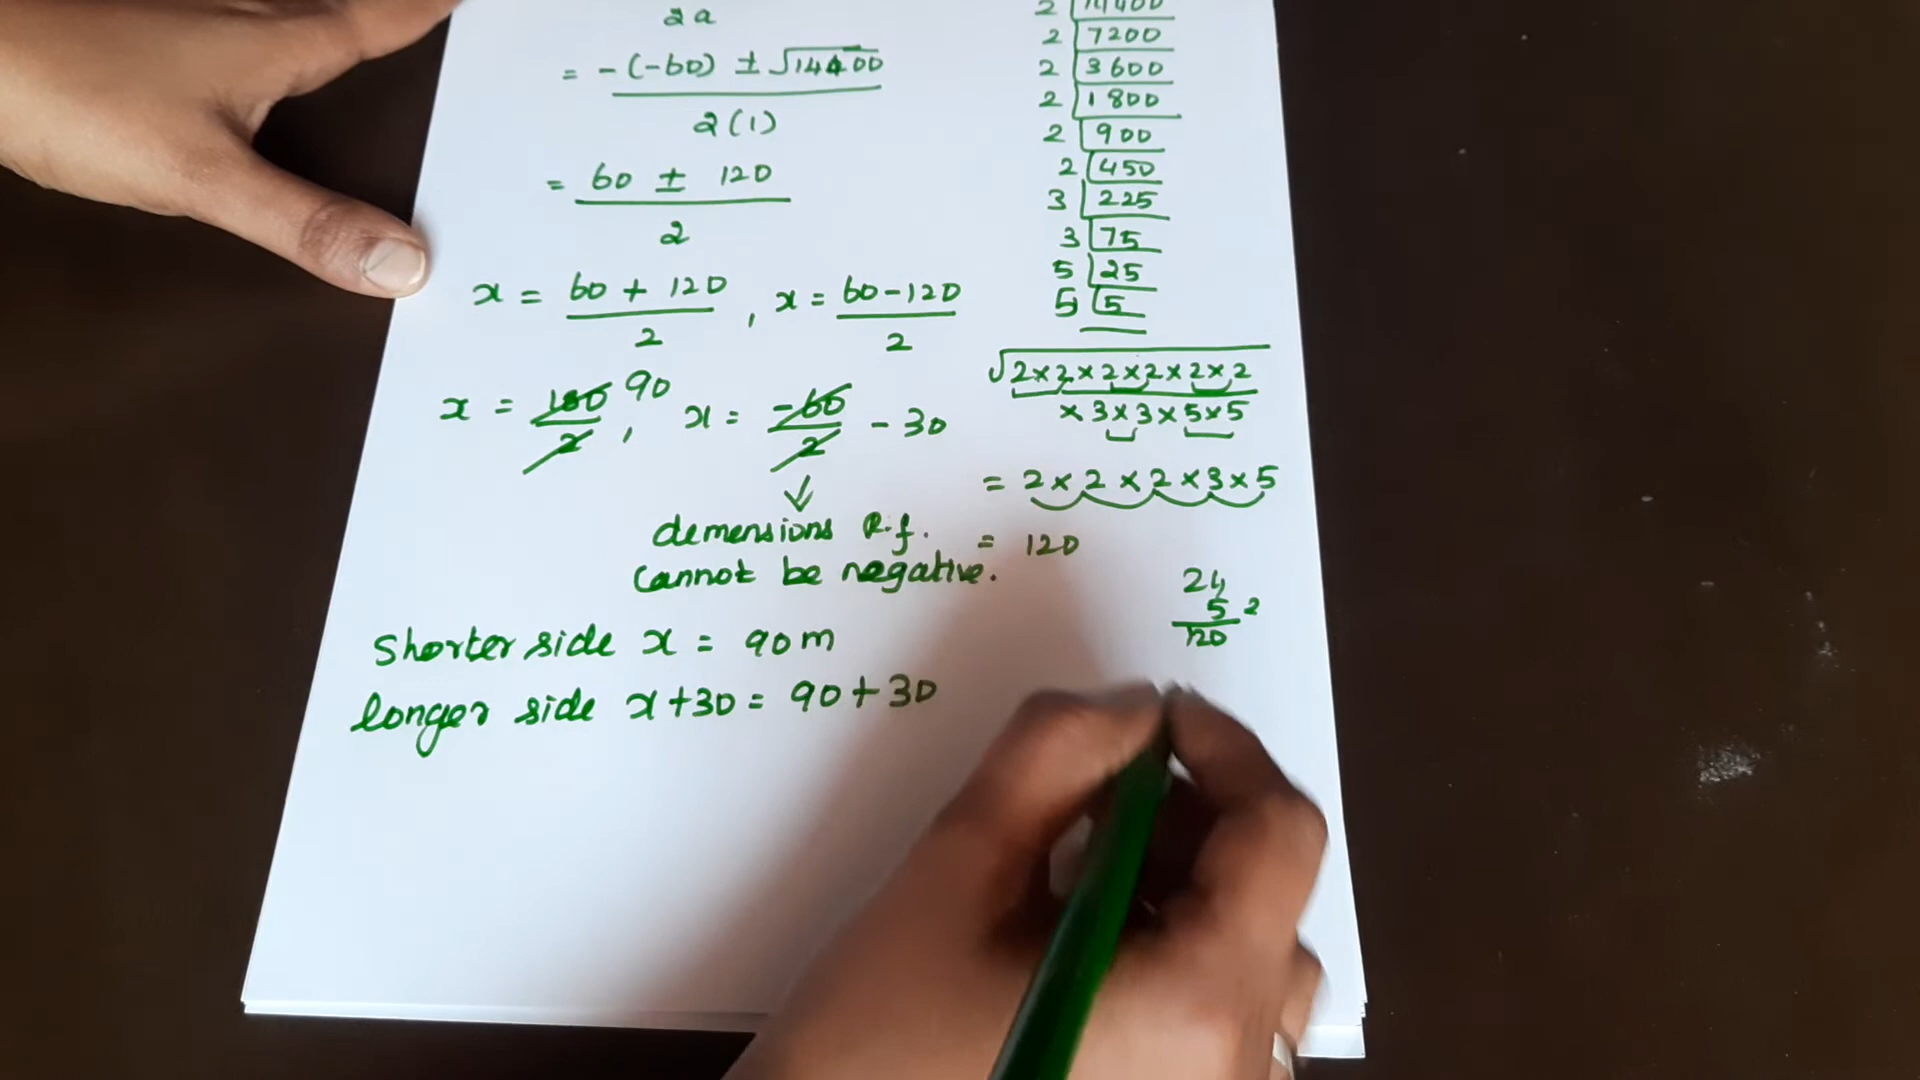 2a
= -(-60) ± √14400
2(1)
= 60 ± 120
2
x = 60 + 120 , x = 60-120
2 2
x = 180 90 , x = -60 - 30
2 2
demensions R.f.
cannot be negative.
shorter side x = 90m
longer side x+30 = 90+30
2 14400
2 7200
2 3600
2 1800
2 900
2 450
3 225
3 75
5 25
5 5
√2×2×2×2×2×2
×3×3×5×5
= 2×2×2×3×5
= 120
24
5 2
120